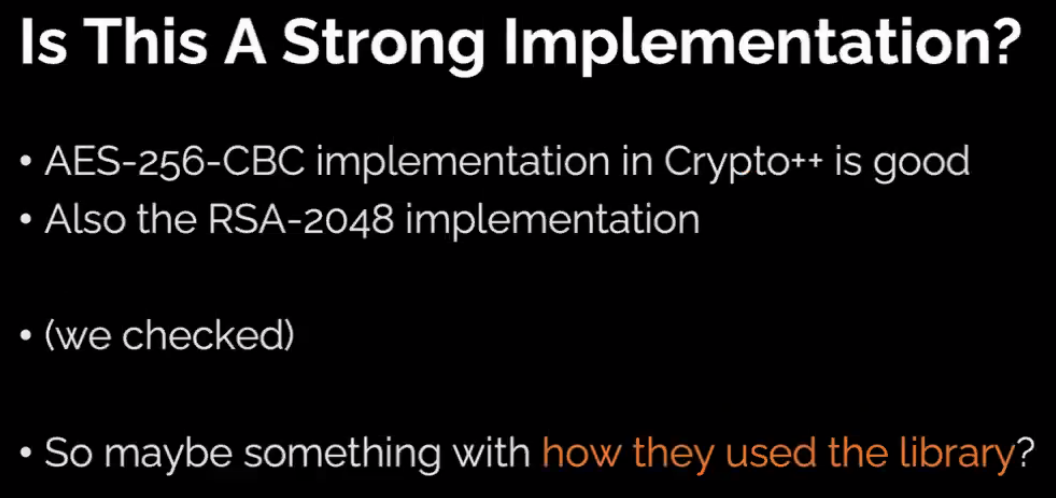 Is This A Strong Implementation?
• AES-256-CBC implementation in Crypto++ is good
• Also the RSA-2048 implementation
• (we checked)
• So maybe something with how they used the library?